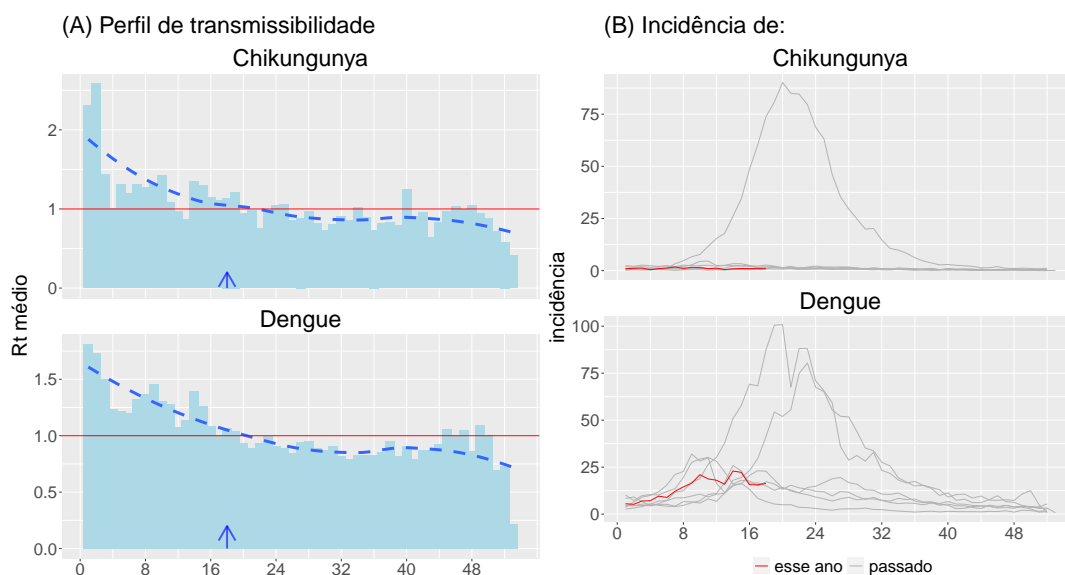 (A) Perfil de transmissibilidade
Chikungunya
2
1
0
Dengue
1.5
1.0
0.5
0.0
0 8 16 24 32 40 48
Rt médio
(B) Incidência de:
Chikungunya
75
50
25
0
Dengue
100
75
50
25
0
0 8 16 24 32 40 48
incidência
esse ano passado